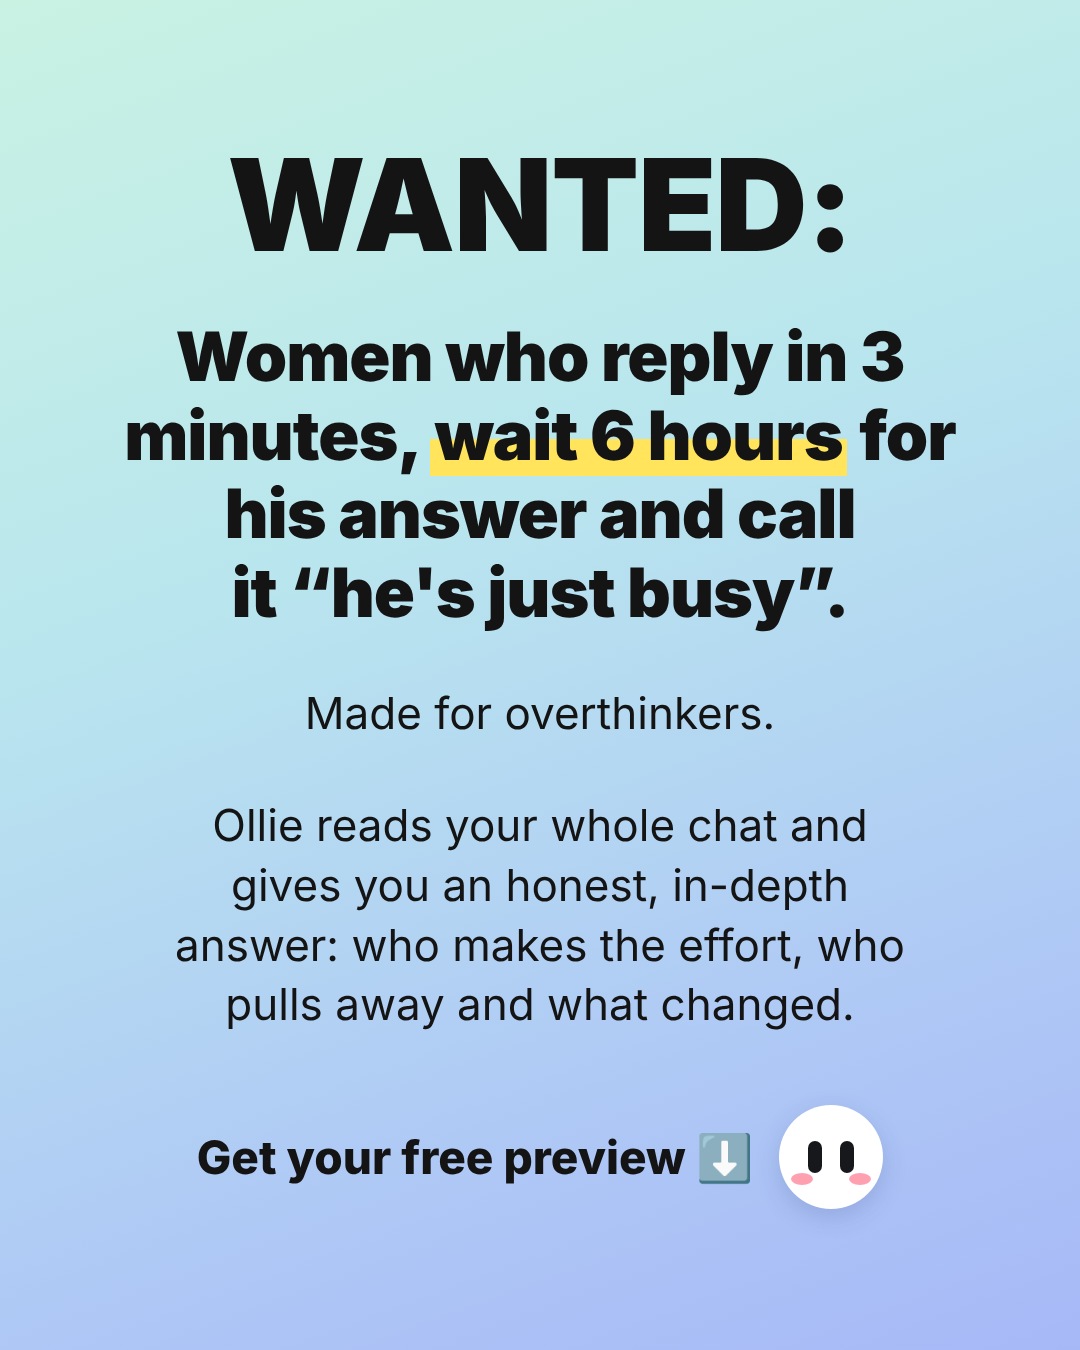 WANTED:
Women who reply in 3
minutes, wait 6 hours for
his answer and call
it “he's just busy”.
Made for overthinkers.
Ollie reads your whole chat and
gives you an honest, in-depth
answer: who makes the effort, who
pulls away and what changed.
Get your free preview ⬇️